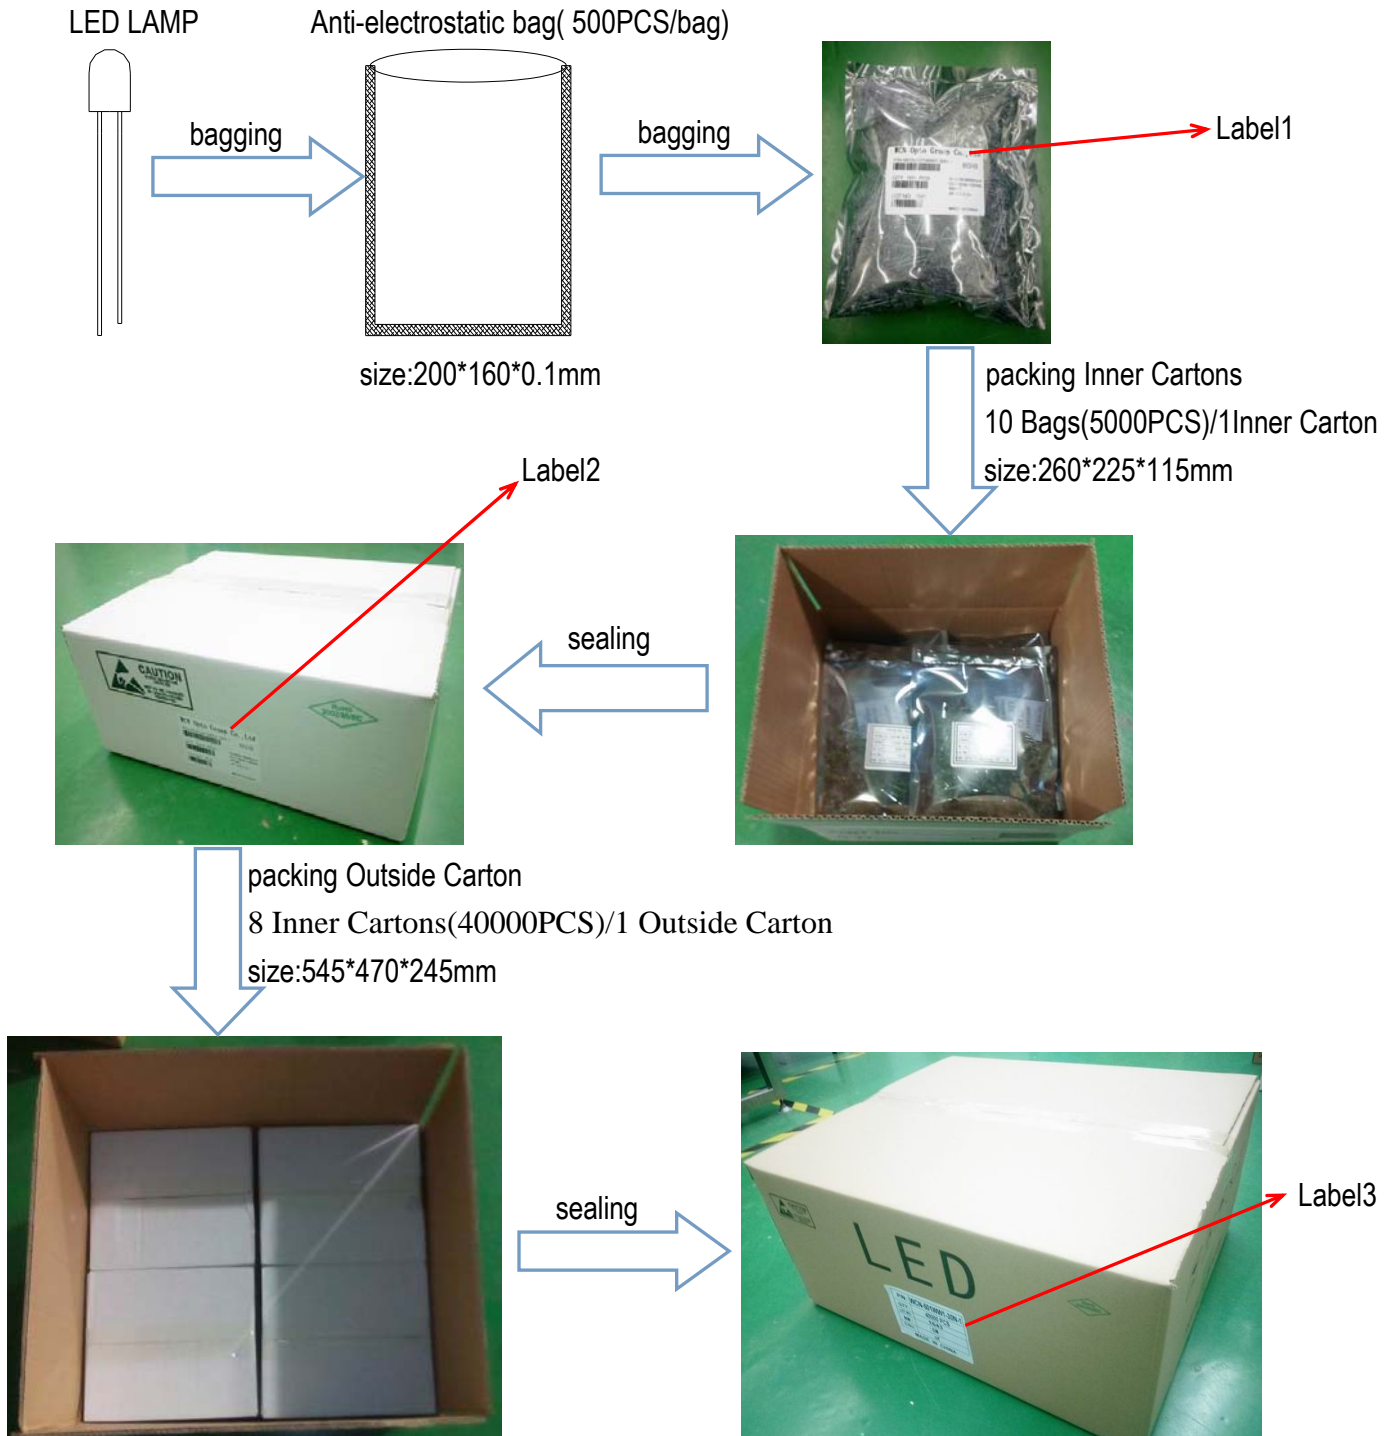 LED LAMP
Anti-electrostatic bag( 500PCS/bag)
bagging
bagging
Label1
size:200*160*0.1mm
packing Inner Cartons
10 Bags(5000PCS)/1Inner Carton
size:260*225*115mm
Label2
sealing
CAUTION
packing Outside Carton
8 Inner Cartons(40000PCS)/1 Outside Carton
size:545*470*245mm
sealing
Label3
LED